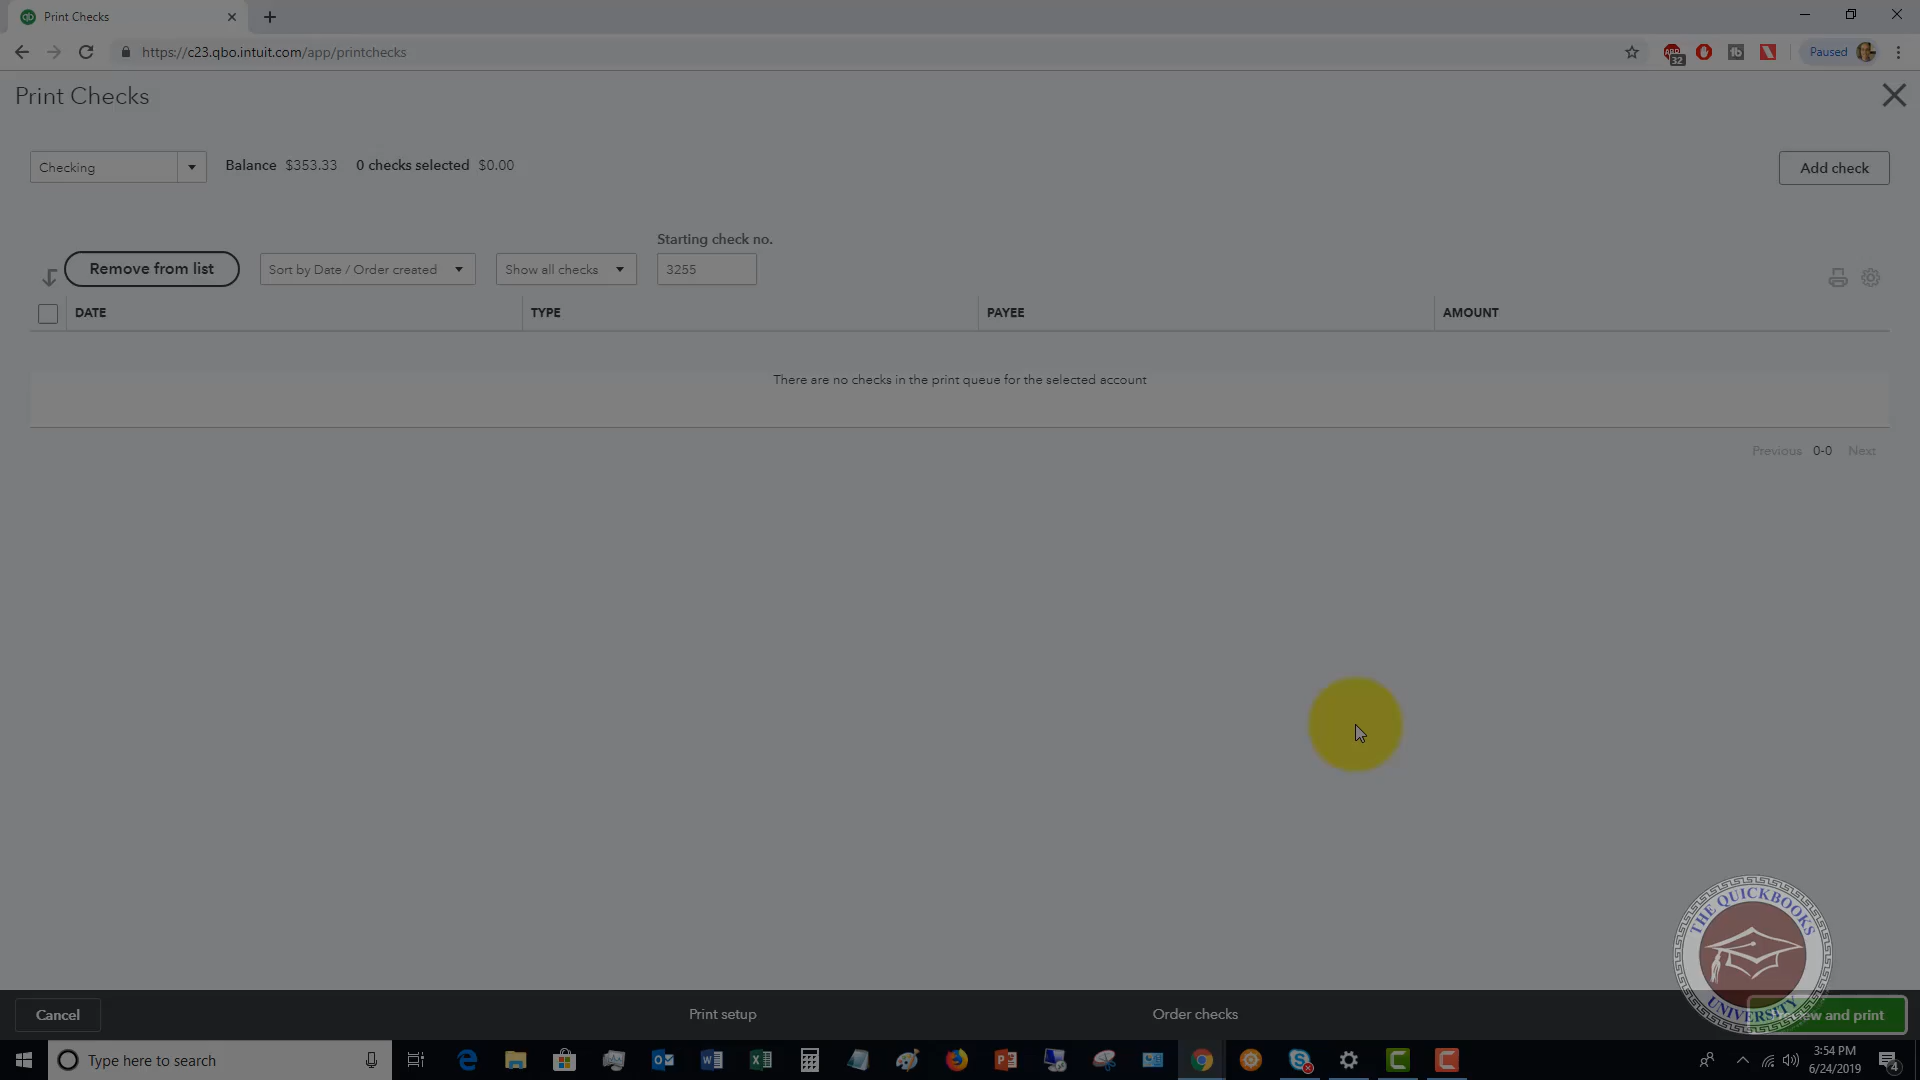 Print Checks
https://c23.qbo.intuit.com/app/printchecks
32
Paused
Print Checks
Checking
Balance $353.33 0 checks selected $0.00
Add check
Starting check no.
Remove from list
Sort by Date / Order created
Show all checks
3255
DATE TYPE PAYEE AMOUNT
There are no checks in the print queue for the selected account
Previous 0-0 Next
THE QUICKBOOKS
UNIVERSITY
Cancel
Print setup
Order checks
and print
Type here to search
3:54 PM
6/24/2019
4